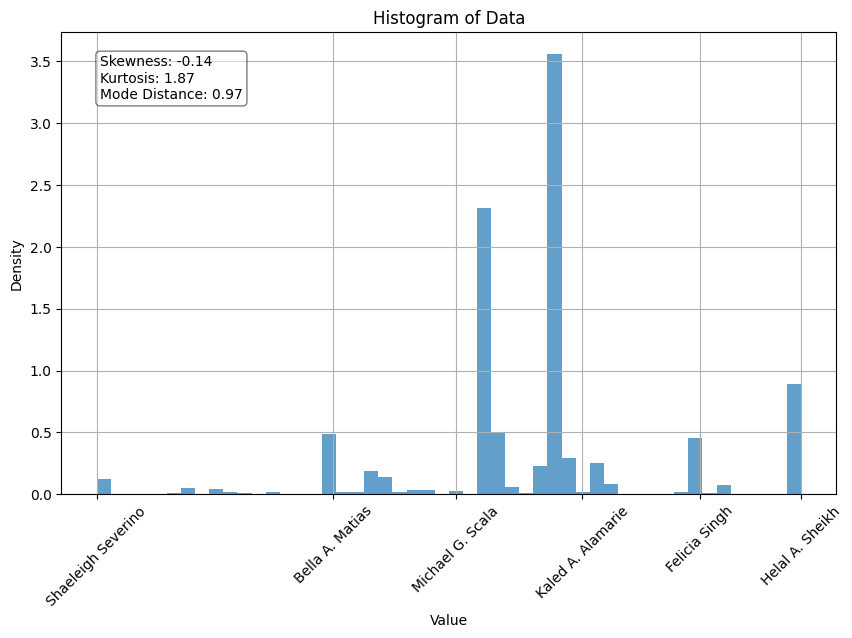 Histogram of Data
Skewness: -0.14
Kurtosis: 1.87
Mode Distance: 0.97
3.5
3.0
2.5
2.0
1.5
1.0
0.5
0.0
Density
Shaeleigh Severino
Bella A. Matias
Michael G. Scala
Kaled A. Alamarie
Felicia Singh
Helal A. Sheikh
Value